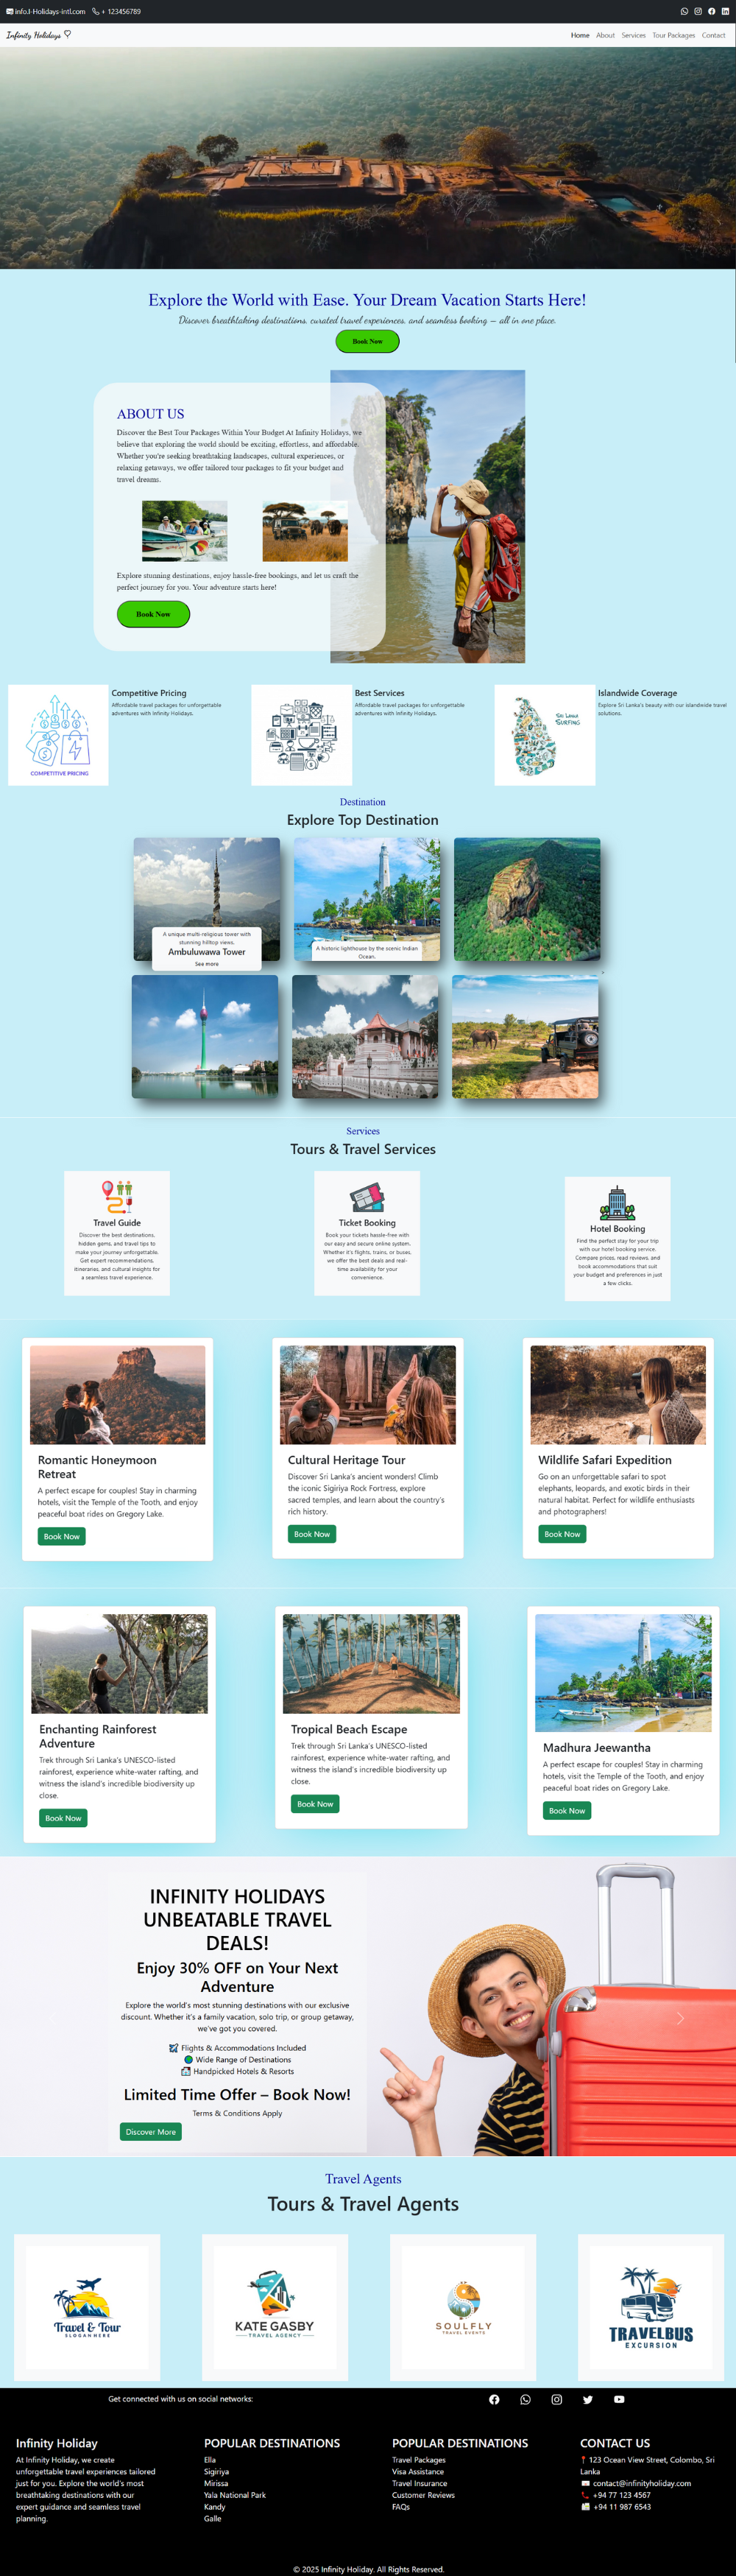 info.I-Holidays-intl.com + 123456789
Infinity Holidays
Home About Services Tour Packages Contact
Explore the World with Ease. Your Dream Vacation Starts Here!
Discover breathtaking destinations, curated travel experiences, and seamless booking – all in one place.
Book Now
ABOUT US
Discover the Best Tour Packages Within Your Budget At Infinity Holidays, we
believe that exploring the world should be exciting, effortless, and affordable.
Whether you're seeking breathtaking landscapes, cultural experiences, or
relaxing getaways, we offer tailored tour packages to fit your budget and
travel dreams.
Explore stunning destinations, enjoy hassle-free bookings, and let us craft the
perfect journey for you. Your adventure starts here!
Book Now
COMPETITIVE PRICING
Competitive Pricing
Affordable travel packages for unforgettable
adventures with Infinity Holidays.
Best Services
Affordable travel packages for unforgettable
adventures with Infinity Holidays.
SRI LANKA
SURFING
Islandwide Coverage
Explore Sri Lanka's beauty with our islandwide travel
solutions.
Destination
Explore Top Destination
A unique multi-religious tower with
stunning hilltop views.
Ambuluwawa Tower
See more
A historic lighthouse by the scenic Indian
Ocean.
Services
Tours & Travel Services
Travel Guide
Discover the best destinations,
hidden gems, and travel tips to
make your journey unforgettable.
Get expert recommendations,
itineraries, and cultural insights for
a seamless travel experience.
Ticket Booking
Book your tickets hassle-free with
our easy and secure online system.
Whether it's flights, trains, or buses,
we offer the best deals and real-
time availability for your
convenience.
Hotel Booking
Find the perfect stay for your trip
with our hotel booking service.
Compare prices, read reviews, and
book accommodations that suit
your budget and preferences in just
a few clicks.
Romantic Honeymoon
Retreat
A perfect escape for couples! Stay in charming
hotels, visit the Temple of the Tooth, and enjoy
peaceful boat rides on Gregory Lake.
Book Now
Cultural Heritage Tour
Discover Sri Lanka's ancient wonders! Climb
the iconic Sigiriya Rock Fortress, explore
sacred temples, and learn about the country's
rich history.
Book Now
Wildlife Safari Expedition
Go on an unforgettable safari to spot
elephants, leopards, and exotic birds in their
natural habitat. Perfect for wildlife enthusiasts
and photographers!
Book Now
Enchanting Rainforest
Adventure
Trek through Sri Lanka's UNESCO-listed
rainforest, experience white-water rafting, and
witness the island's incredible biodiversity up
close.
Book Now
Tropical Beach Escape
Trek through Sri Lanka's UNESCO-listed
rainforest, experience white-water rafting, and
witness the island's incredible biodiversity up
close.
Book Now
Madhura Jeewantha
A perfect escape for couples! Stay in charming
hotels, visit the Temple of the Tooth, and enjoy
peaceful boat rides on Gregory Lake.
Book Now
INFINITY HOLIDAYS
UNBEATABLE TRAVEL
DEALS!
Enjoy 30% OFF on Your Next
Adventure
Explore the world's most stunning destinations with our exclusive
discount. Whether it's a family vacation, solo trip, or group getaway,
we've got you covered.
Flights & Accommodations Included
Wide Range of Destinations
Handpicked Hotels & Resorts
Limited Time Offer – Book Now!
Terms & Conditions Apply
Discover More
Travel Agents
Tours & Travel Agents
Travel & Tour
SLOGAN HERE
KATE GASBY
TRAVEL AGENCY
SOULFLY
TRAVEL EVENTS
TRAVELBUS
EXCURSION
Get connected with us on social networks:
Infinity Holiday
At Infinity Holiday, we create
unforgettable travel experiences tailored
just for you. Explore the world's most
breathtaking destinations with our
expert guidance and seamless travel
planning.
POPULAR DESTINATIONS
Ella
Sigiriya
Mirissa
Yala National Park
Kandy
Galle
POPULAR DESTINATIONS
Travel Packages
Visa Assistance
Travel Insurance
Customer Reviews
FAQs
CONTACT US
123 Ocean View Street, Colombo, Sri
Lanka
contact@infinityholiday.com
+94 77 123 4567
+94 11 987 6543
© 2025 Infinity Holiday. All Rights Reserved.